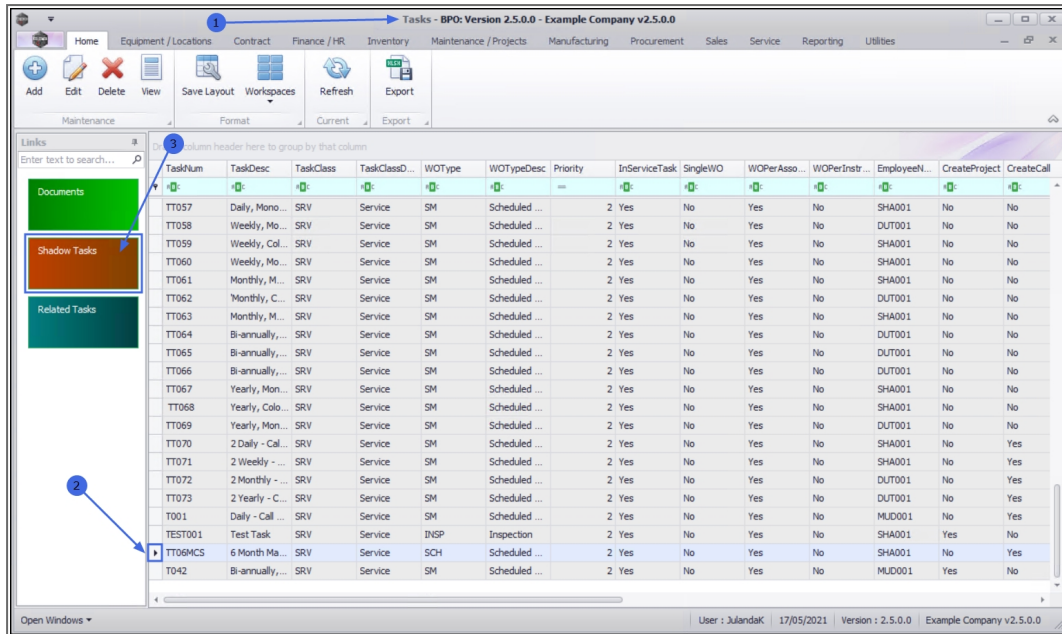 1
Tasks - BPO: Version 2.5.0.0 - Example Company v2.5.0.0
Home Equipment / Locations Contract Finance / HR Inventory Maintenance / Projects Manufacturing Procurement Sales Service Reporting Utilities
Add Edit Delete View Save Layout Workspaces Refresh Export
Maintenance Format Current Export
Links
3
column header here to group by that column
Enter text to search...
TaskNum TaskDesc TaskClass TaskClassD... WOType WOTypeDesc Priority InServiceTask SingleWO WOPerAsso... WOPerInstr... EmployeeN... CreateProject CreateCall
Documents
TT057 Daily, Mono... SRV Service SM Scheduled ... 2 Yes No Yes No SHA001 No No
TT058 Weekly, Mo... SRV Service SM Scheduled ... 2 Yes No Yes No DUT001 No No
TT059 Weekly, Col... SRV Service SM Scheduled ... 2 Yes No Yes No SHA001 No No
Shadow Tasks
TT060 Weekly, Mo... SRV Service SM Scheduled ... 2 Yes No Yes No SHA001 No No
TT061 Monthly, M... SRV Service SM Scheduled ... 2 Yes No Yes No SHA001 No No
TT062 'Monthly, C... SRV Service SM Scheduled ... 2 Yes No Yes No DUT001 No No
Related Tasks
TT063 Monthly, M... SRV Service SM Scheduled ... 2 Yes No Yes No SHA001 No No
TT064 Bi-annually,... SRV Service SM Scheduled ... 2 Yes No Yes No DUT001 No No
TT065 Bi-annually,... SRV Service SM Scheduled ... 2 Yes No Yes No DUT001 No No
TT066 Bi-annually,... SRV Service SM Scheduled ... 2 Yes No Yes No DUT001 No No
TT067 Yearly, Mon... SRV Service SM Scheduled ... 2 Yes No Yes No SHA001 No No
TT068 Yearly, Colo... SRV Service SM Scheduled ... 2 Yes No Yes No SHA001 No No
TT069 Yearly, Mon... SRV Service SM Scheduled ... 2 Yes No Yes No DUT001 No No
TT070 2 Daily - Cal... SRV Service SM Scheduled ... 2 Yes No Yes No SHA001 No Yes
TT071 2 Weekly - ... SRV Service SM Scheduled ... 2 Yes No Yes No SHA001 No Yes
TT072 2 Monthly - ... SRV Service SM Scheduled ... 2 Yes No Yes No DUT001 No Yes
2
TT073 2 Yearly - C... SRV Service SM Scheduled ... 2 Yes No Yes No DUT001 No Yes
T001 Daily - Call ... SRV Service SM Scheduled ... 2 Yes No Yes No MUD001 No Yes
TEST001 Test Task SRV Service INSP Inspection 2 Yes No Yes No SHA001 Yes No
TT06MCS 6 Month Ma... SRV Service SCH Scheduled ... 2 Yes No Yes No SHA001 No Yes
T042 Bi-annually,... SRV Service SM Scheduled ... 2 Yes No Yes No MUD001 Yes No
Open Windows User : JulandaK 17/05/2021 Version : 2.5.0.0 Example Company v2.5.0.0